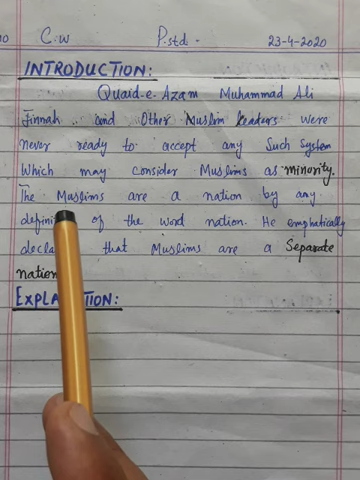 C.W P.std. 23-4-2020
INTRODUCTION:
Quaid-e-Azam Muhammad Ali
Jinnah and Other Muslim Leaders were
never ready to accept any Such System
Which may consider Muslims as minority.
The Muslims are a nation by any
of the word nation. He emphatically
that Muslims are a Separate
nation